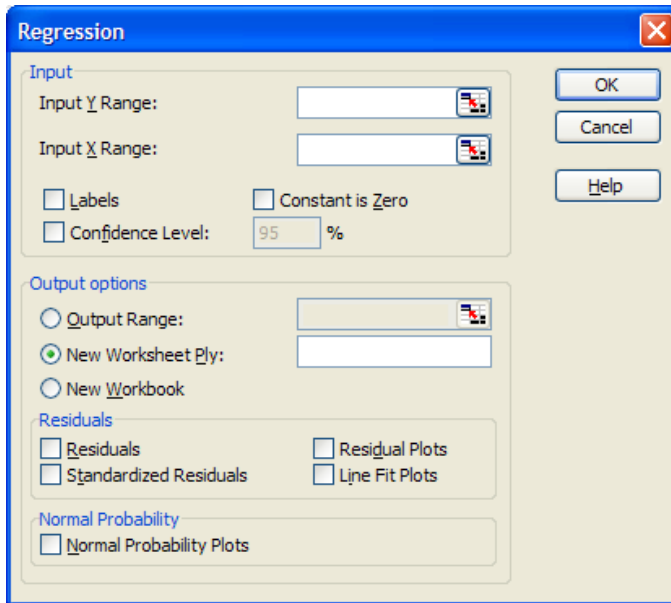 Regression
Input
Input Y Range:
OK
Cancel
Input X Range:
Help
Labels
Constant is Zero
Confidence Level:
95
%
Output options
Output Range:
New Worksheet Ply:
New Workbook
Residuals
Residuals
Residual Plots
Standardized Residuals
Line Fit Plots
Normal Probability
Normal Probability Plots